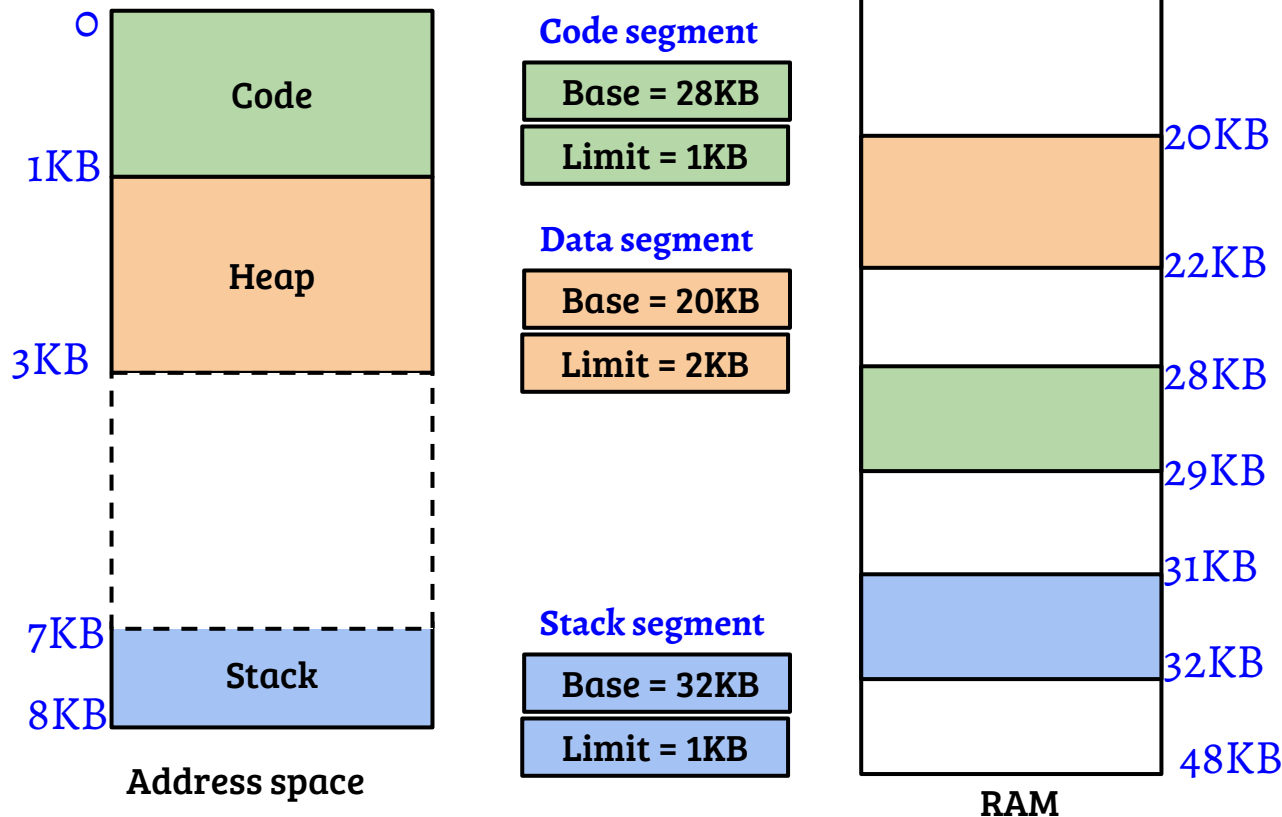 0
Code
1KB
Heap
3KB
7KB
Stack
8KB
Address space
Code segment
Base = 28KB
Limit = 1KB
Data segment
Base = 20KB
Limit = 2KB
Stack segment
Base = 32KB
Limit = 1KB
20KB
22KB
28KB
29KB
31KB
32KB
48KB
RAM